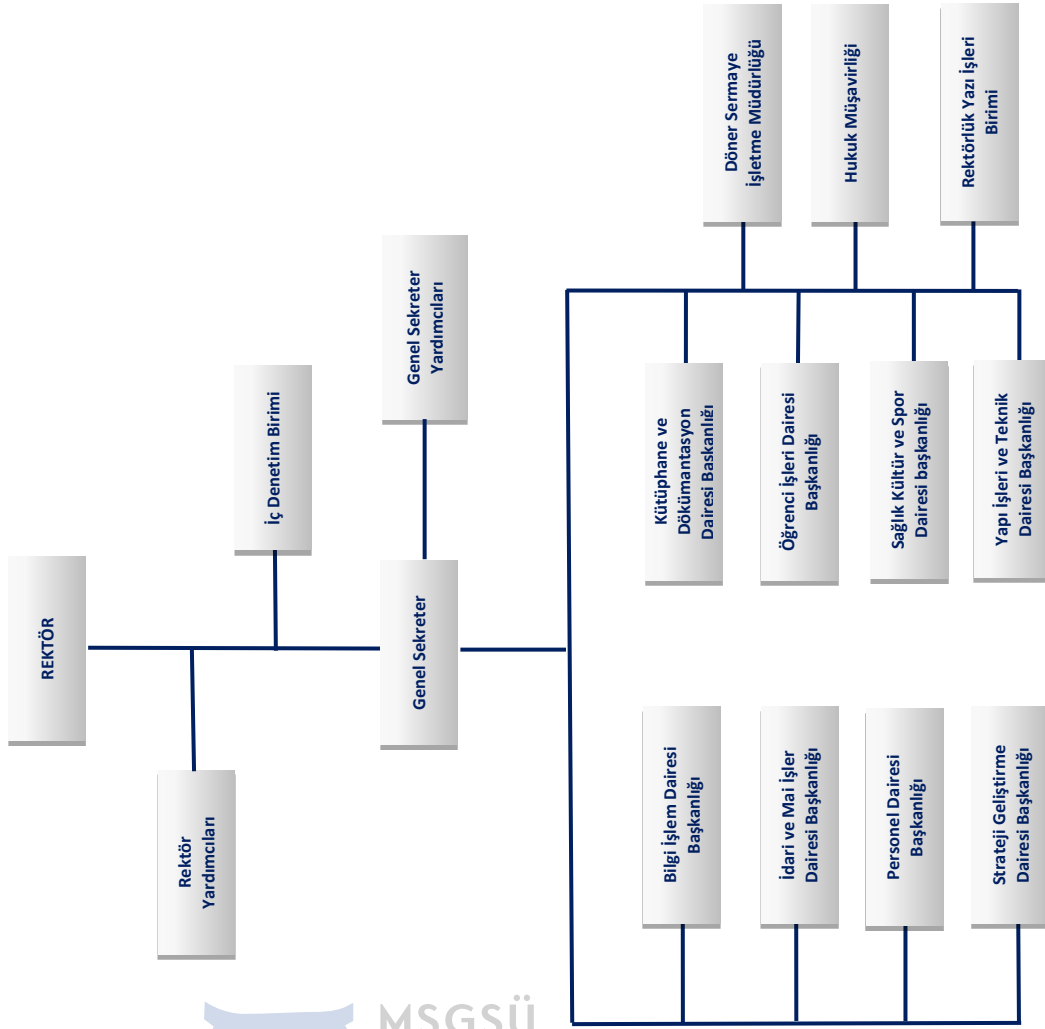 REKTÖR
Rektör
Yardımcıları
İç Denetim Birimi
Genel Sekreter
Genel Sekreter
Yardımcıları
Bilgi İşlem Dairesi
Başkanlığı
İdari ve Mai İşler
Dairesi Başkanlığı
Personel Dairesi
Başkanlığı
Strateji Geliştirme
Dairesi Başkanlığı
Kütüphane ve
Dökümantasyon
Dairesi Baskanlığı
Öğrenci İşleri Dairesi
Başkanlığı
Sağlık Kültür ve Spor
Dairesi başkanlığı
Yapı İşleri ve Teknik
Dairesi Başkanlığı
Döner Sermaye
İşletme Müdürlüğü
Hukuk Müşavirliği
Rektörlük Yazı İşleri
Birimi
MSGSÜ